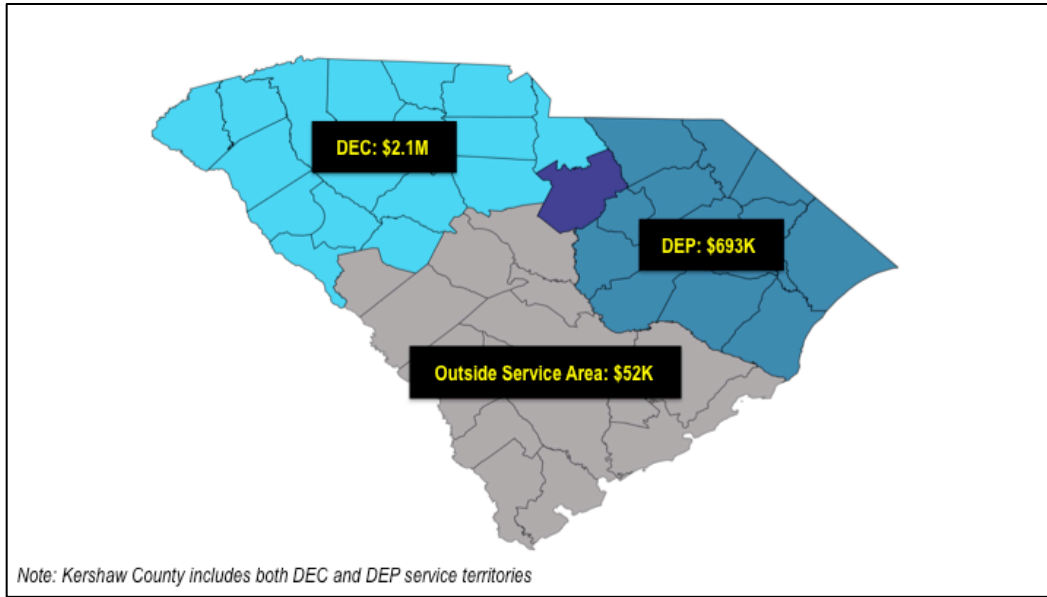 DEC: $2.1M
DEP: $693K
Outside Service Area: $52K
Note: Kershaw County includes both DEC and DEP service territories